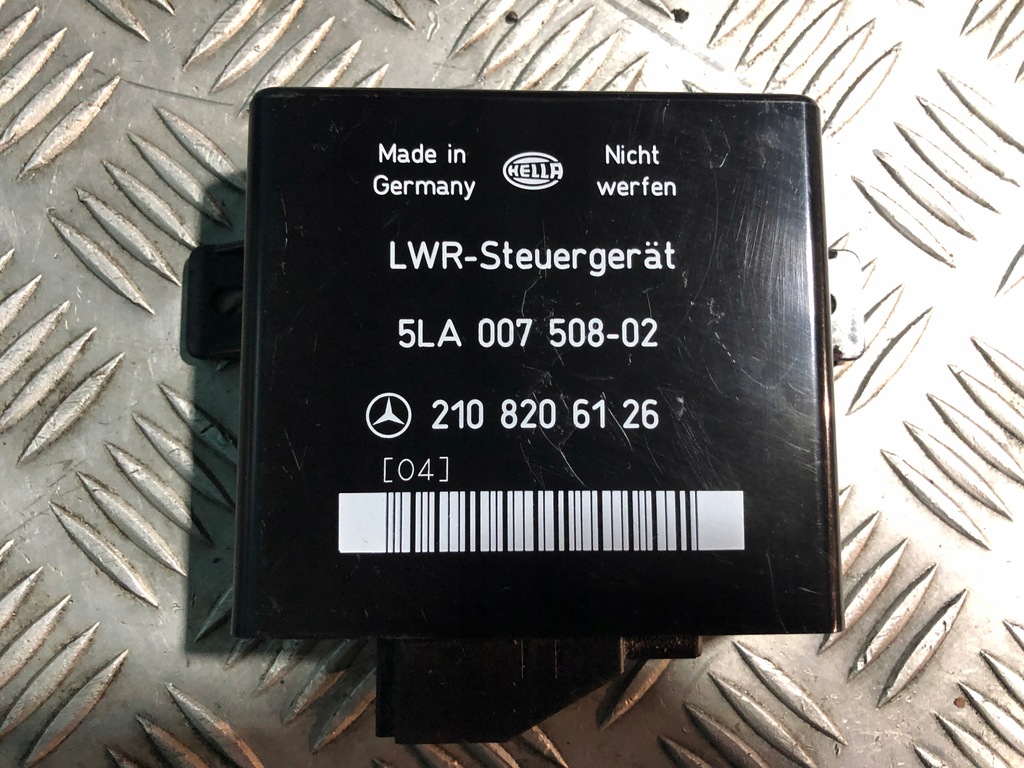 Made in
Germany
HELLA
Nicht
werfen
LWR-Steuergerät
5LA 007 508-02
210 820 61 26
[04]